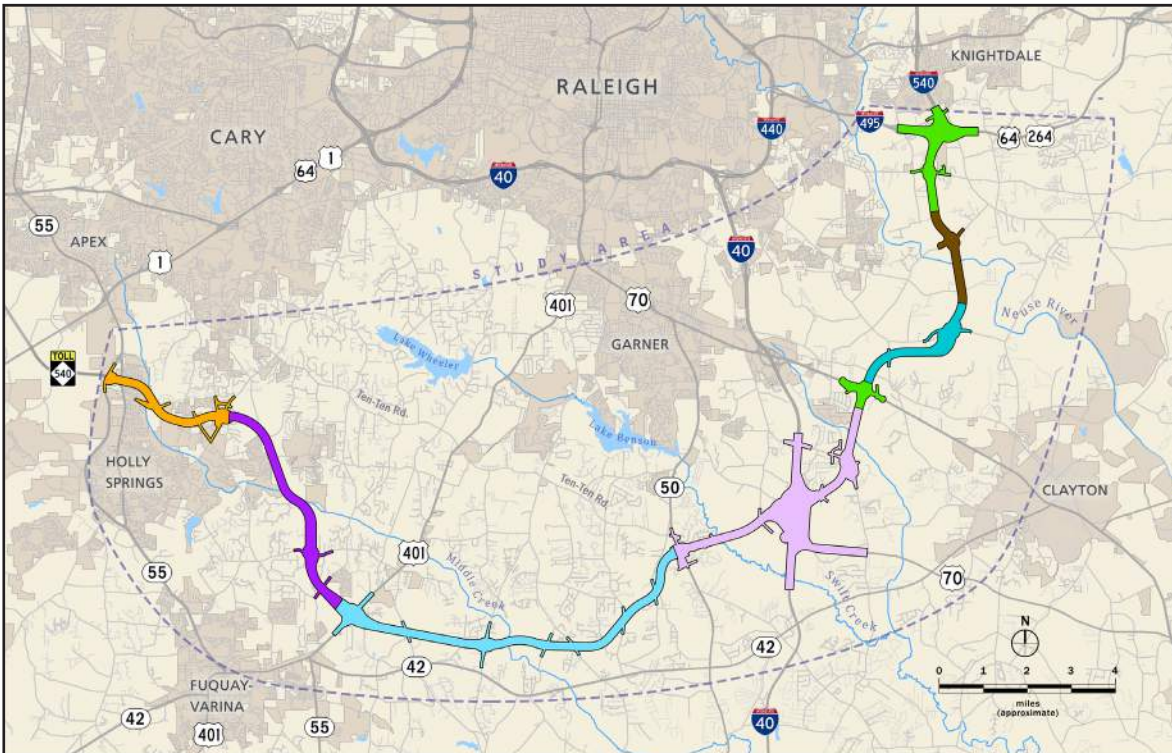 KNIGHTDALE
540
RALEIGH
495
440
64 264
CARY
1
64
40
55
APEX
STUDY AREA
40
1
401
70
Neuse River
GARNER
Lake Wheeler
TOLL
540
Ten-Ten Rd.
Lake Benson
HOLLY
SPRINGS
Ten-Ten Rd.
50
CLAYTON
401
Middle Creek
55
70
Swift Creek
N
42
42
0 1 2 3 4
miles
(approximate)
FUQUAY-
VARINA
42
401
55
40